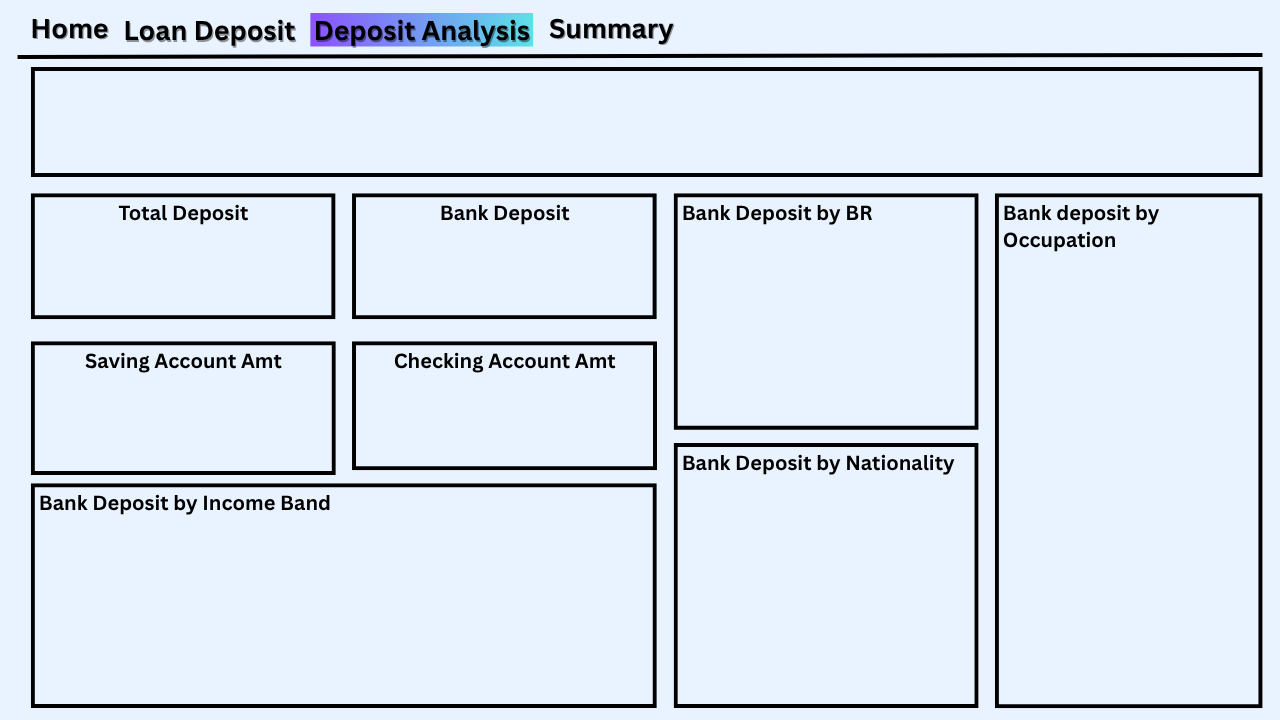 Home Loan Deposit Deposit Analysis Summary
Total Deposit
Bank Deposit
Bank Deposit by BR
Bank deposit by
Occupation
Saving Account Amt
Checking Account Amt
Bank Deposit by Nationality
Bank Deposit by Income Band